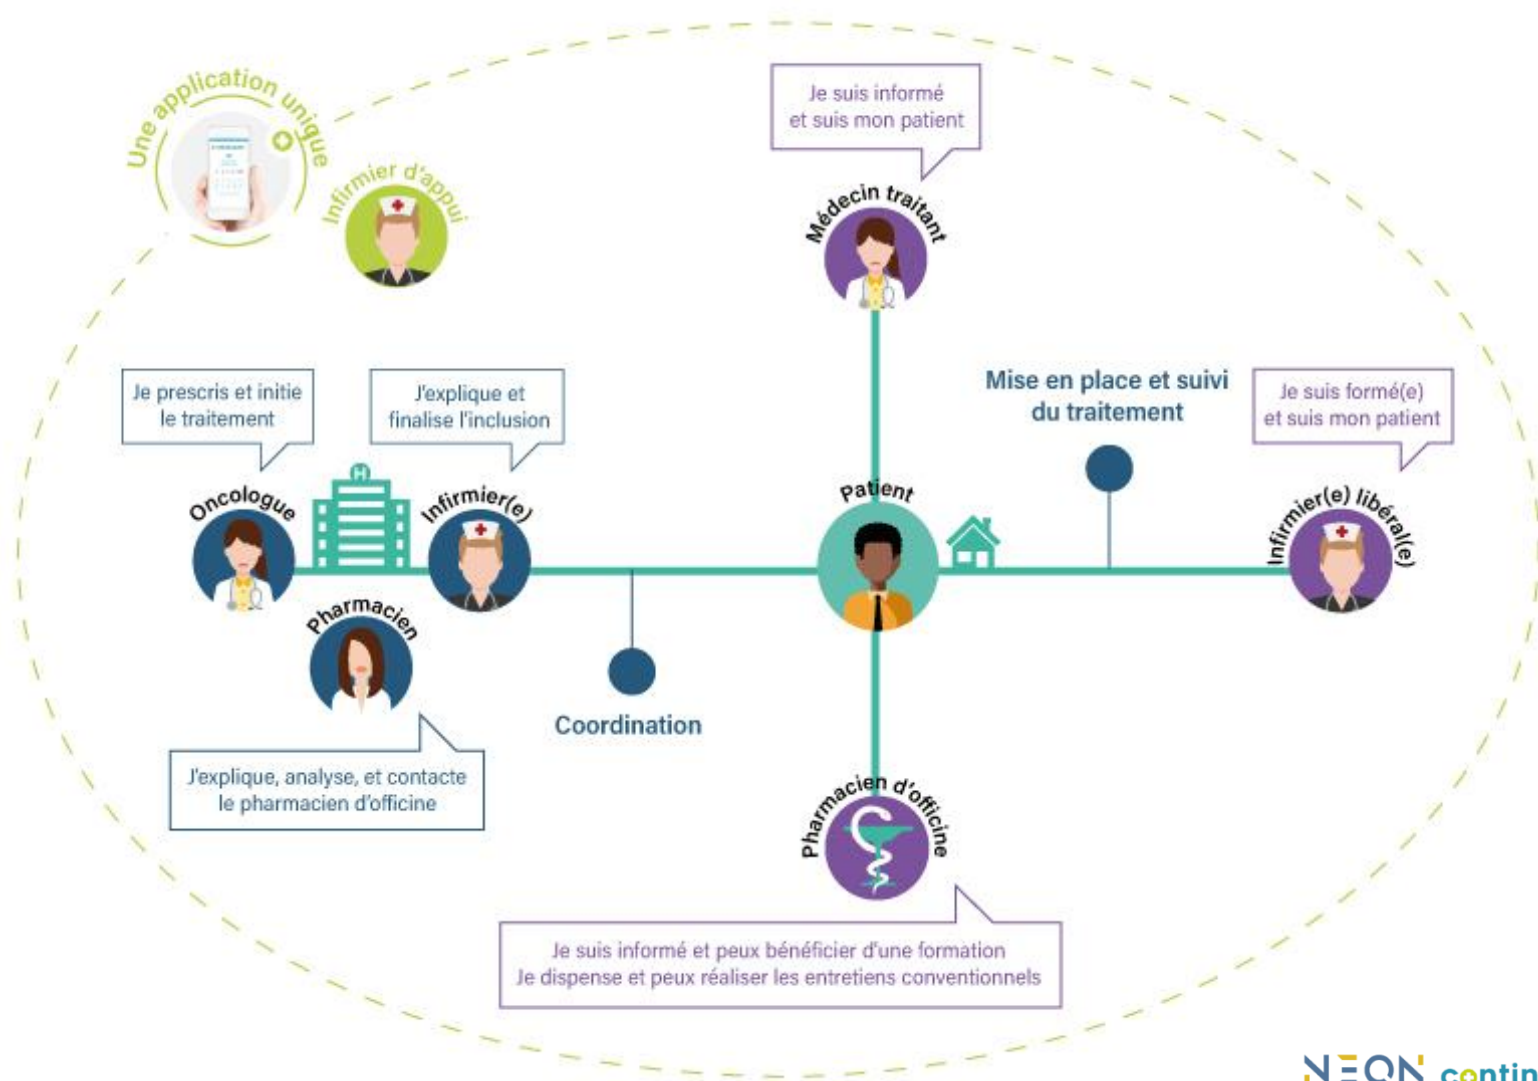 Une application unique
Infirmier d'appui
Je suis informé
et suis mon patient
Médecin traitant
Je prescris et initie
le traitement
J'explique et
finalise l'inclusion
Mise en place et suivi
du traitement
Je suis formé(e)
et suis mon patient
Oncologue
H
Infirmier(e)
Patient
Infirmier(e) libéral(e)
Pharmacien
Coordination
J'explique, analyse, et contacte
le pharmacien d'officine
Pharmacien d'officine
Je suis informé et peux bénéficier d'une formation
Je dispense et peux réaliser les entretiens conventionnels
NEON contin